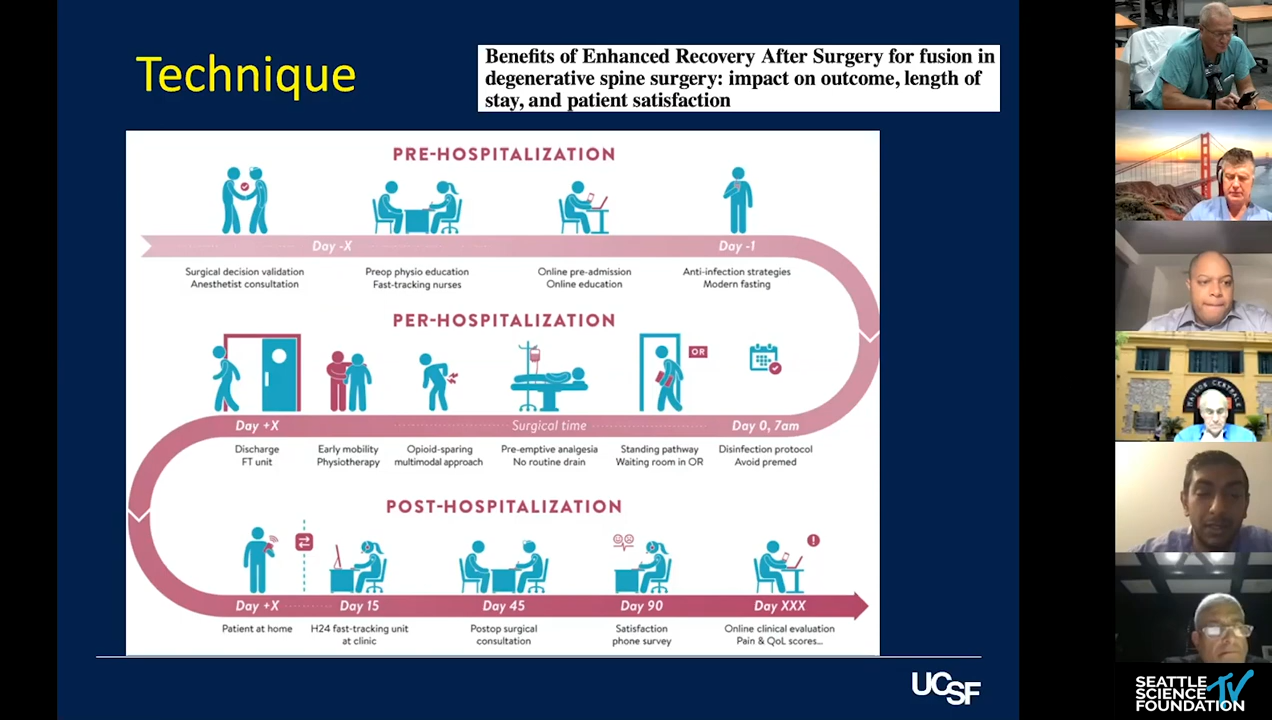 Technique
Benefits of Enhanced Recovery After Surgery for fusion in
degenerative spine surgery: impact on outcome, length of
stay, and patient satisfaction
PRE-HOSPITALIZATION
Day -X
Day -1
Surgical decision validation
Anesthetist consultation
Preop physio education
Fast-tracking nurses
Online pre-admission
Online education
Anti-infection strategies
Modern fasting
PER-HOSPITALIZATION
OR
Day +X
Surgical time
Day 0, 7am
Discharge
FT unit
Early mobility
Physiotherapy
Opioid-sparing
multimodal approach
Pre-emptive analgesia
No routine drain
Standing pathway
Waiting room in OR
Disinfection protocol
Avoid premed
POST-HOSPITALIZATION
Day +X
Day 15
Day 45
Day 90
Day XXX
Patient at home
H24 fast-tracking unit
at clinic
Postop surgical
consultation
Satisfaction
phone survey
Online clinical evaluation
Pain & QoL scores...
UCSF
MAISON CENTRALE
SEATTLE
SCIENCE
FOUNDATION
TV